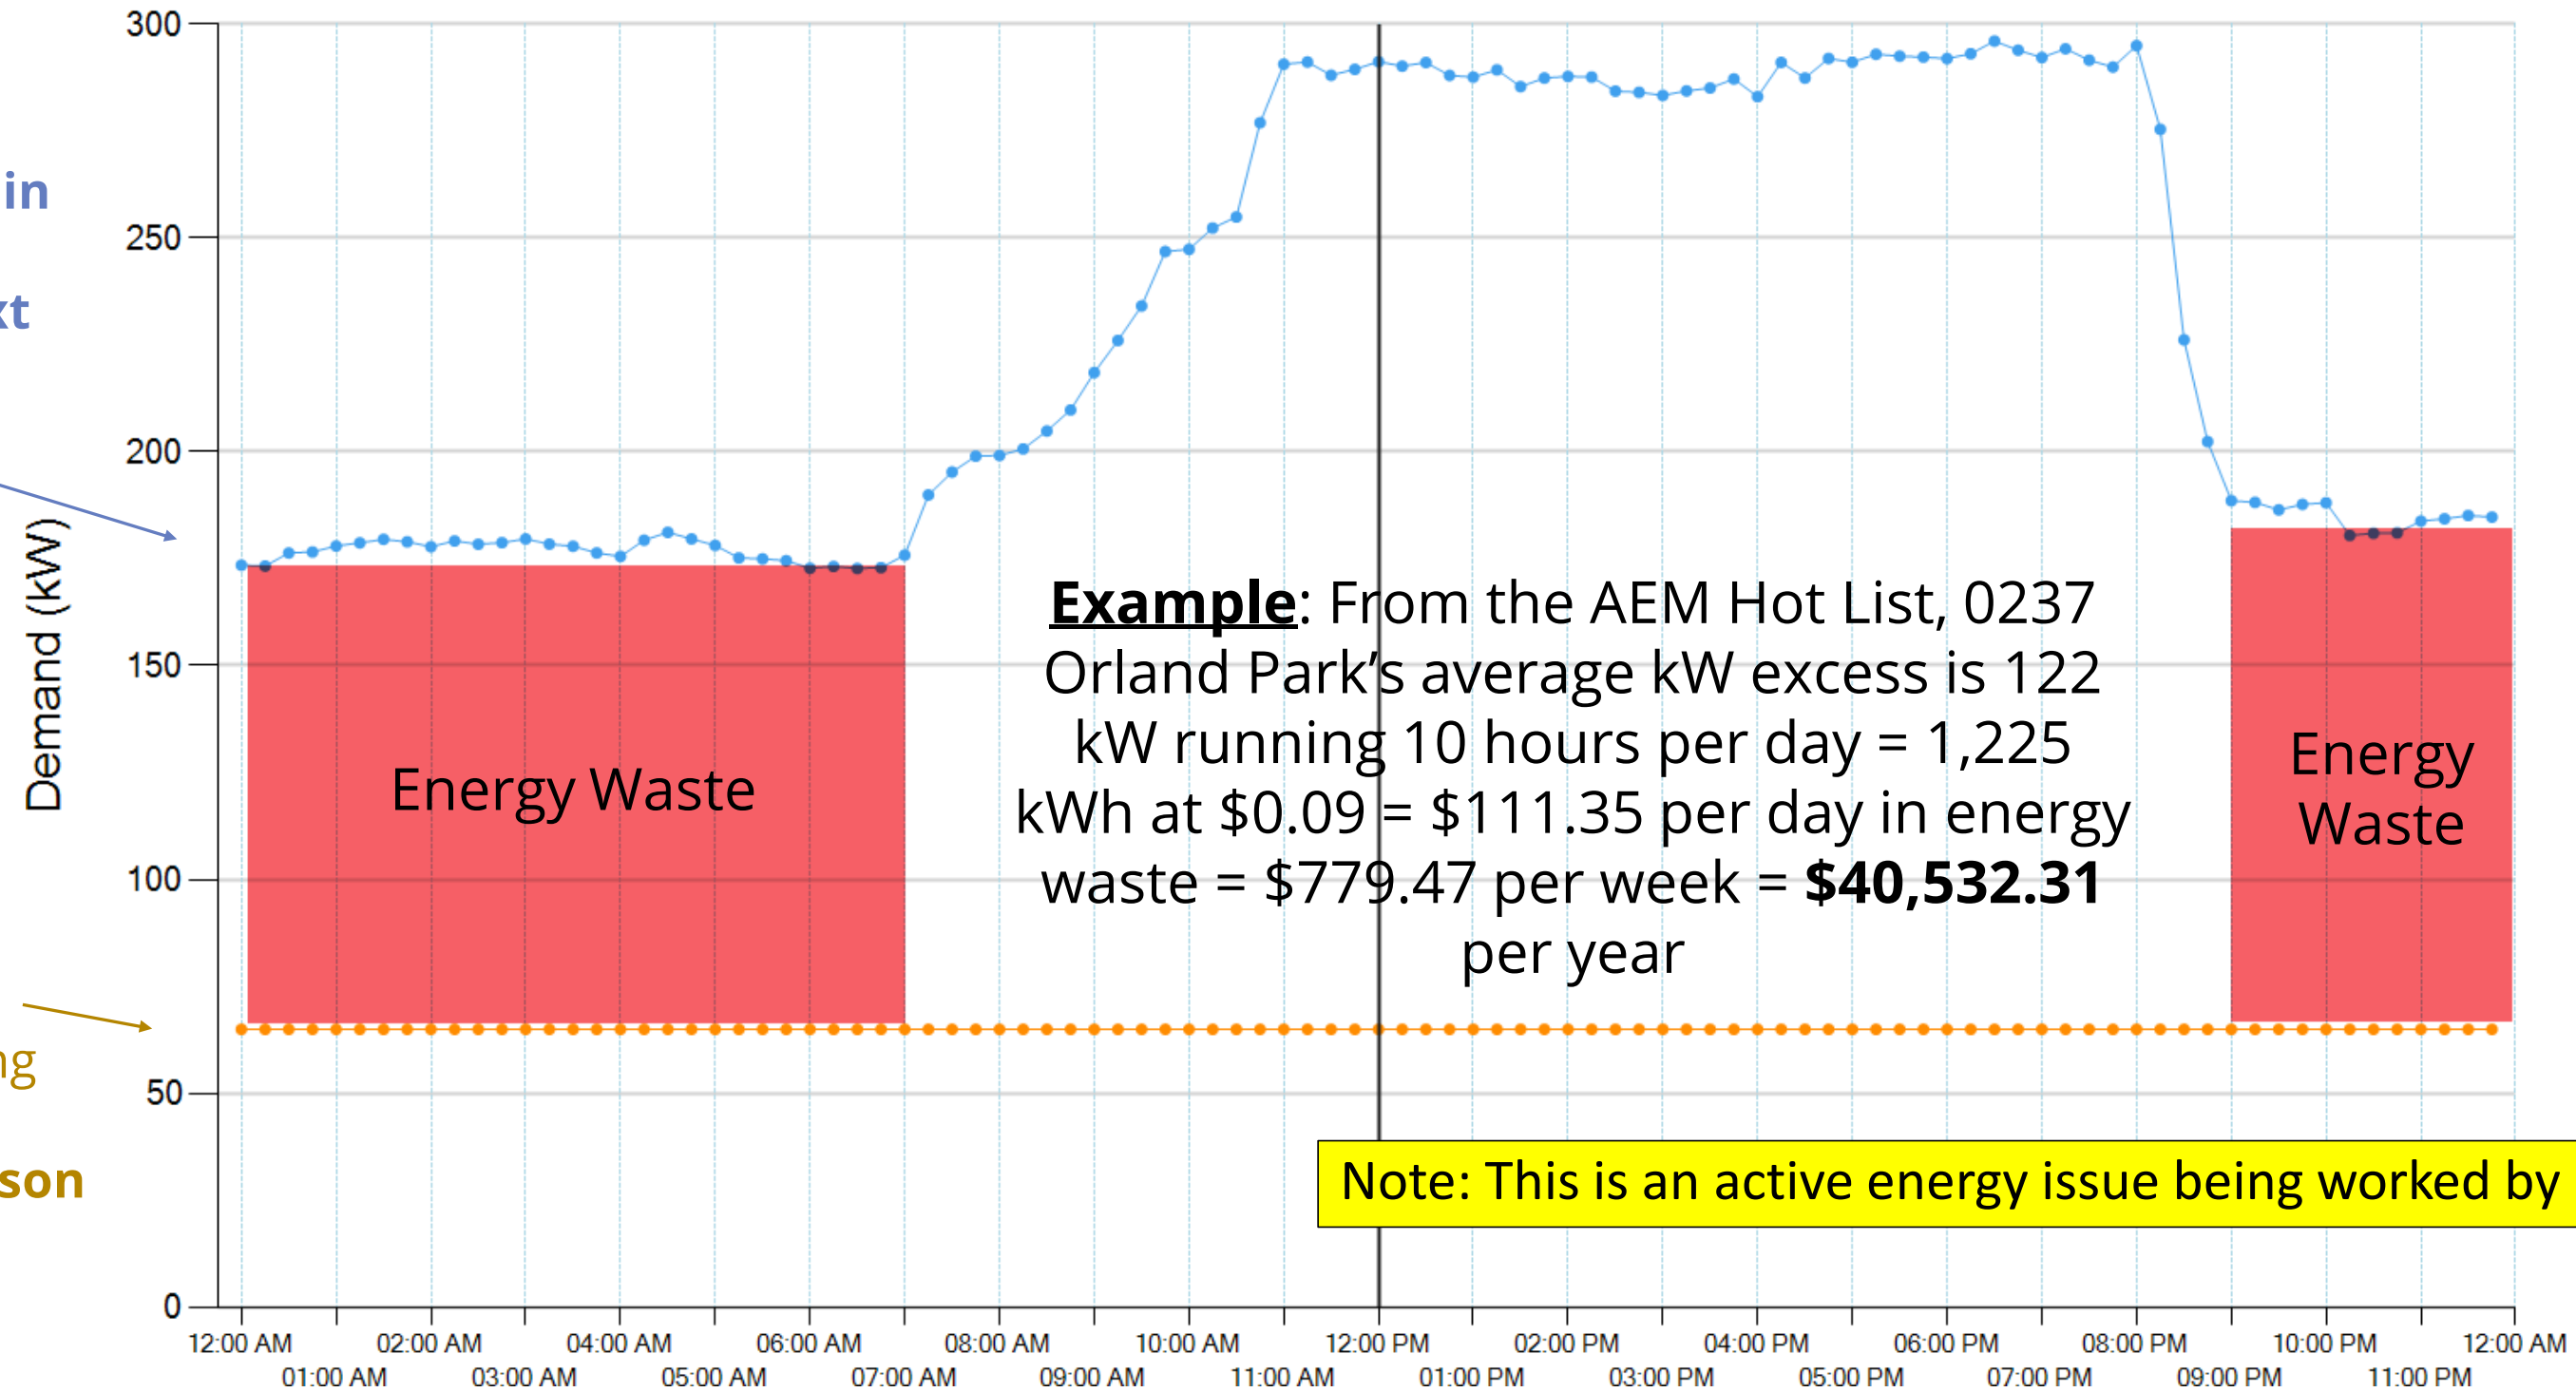 300
in
250
xt
200
Demand (kW)
150
100
50
0
ng
son
Energy Waste
Example: From the AEM Hot List, 0237
Orland Park’s average kW excess is 122
kW running 10 hours per day = 1,225
kWh at $0.09 = $111.35 per day in energy
waste = $779.47 per week = $40,532.31
per year
Energy
Waste
Note: This is an active energy issue being worked by
12:00 AM 02:00 AM 04:00 AM 06:00 AM 08:00 AM 10:00 AM 12:00 PM 02:00 PM 04:00 PM 06:00 PM 08:00 PM 10:00 PM 12:00 AM
01:00 AM 03:00 AM 05:00 AM 07:00 AM 09:00 AM 11:00 AM 01:00 PM 03:00 PM 05:00 PM 07:00 PM 09:00 PM 11:00 PM